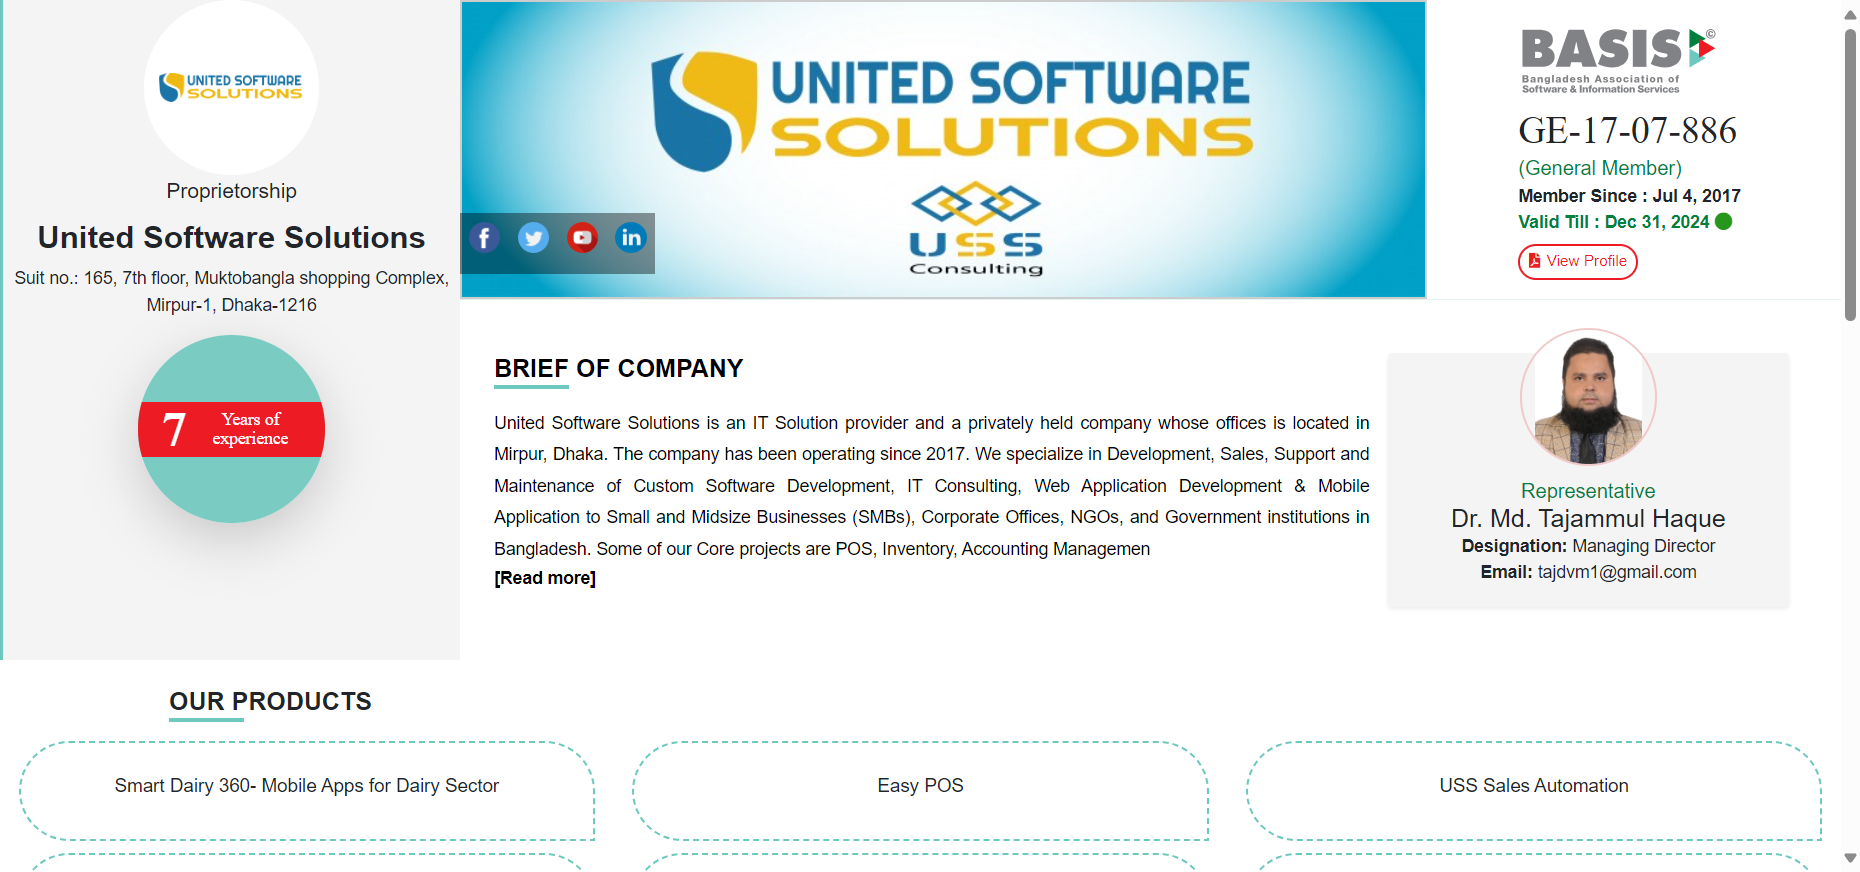 UNITED SOFTWARE
SOLUTIONS
Proprietorship
United Software Solutions
Suit no.: 165, 7th floor, Muktobangla shopping Complex,
Mirpur-1, Dhaka-1216
7
Years of
experience
UNITED SOFTWARE
SOLUTIONS
USS
Consulting
BASIS©
Bangladesh Association of
Software & Information Services
GE-17-07-886
(General Member)
Member Since : Jul 4, 2017
Valid Till : Dec 31, 2024
View Profile
BRIEF OF COMPANY
United Software Solutions is an IT Solution provider and a privately held company whose offices is located in
Mirpur, Dhaka. The company has been operating since 2017. We specialize in Development, Sales, Support and
Maintenance of Custom Software Development, IT Consulting, Web Application Development & Mobile
Application to Small and Midsize Businesses (SMBs), Corporate Offices, NGOs, and Government institutions in
Bangladesh. Some of our Core projects are POS, Inventory, Accounting Managemen
[Read more]
Representative
Dr. Md. Tajammul Haque
Designation: Managing Director
Email: tajdvm1@gmail.com
OUR PRODUCTS
Smart Dairy 360- Mobile Apps for Dairy Sector
Easy POS
USS Sales Automation